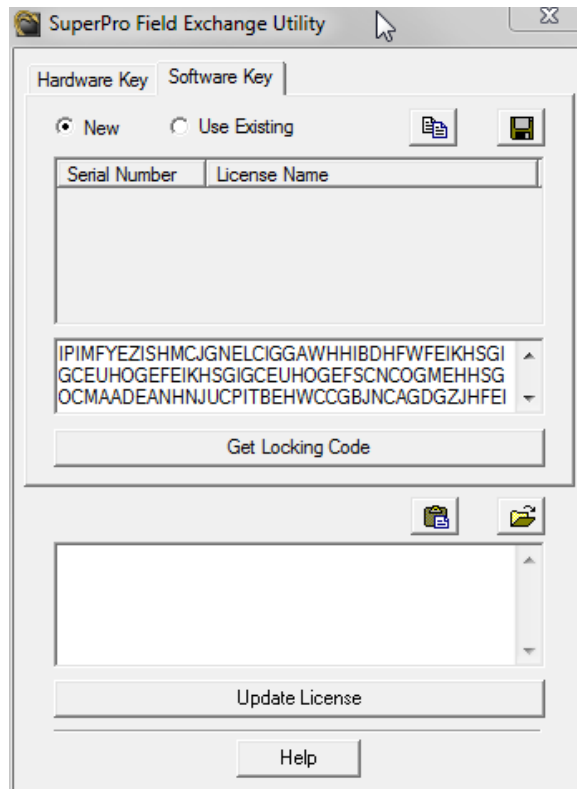 SuperPro Field Exchange Utility
Hardware Key
Software Key
New
Use Existing
Serial Number
License Name
IPIMFYEZISHMCJGNELCIGGAWHHIBDHFWFEIKHSGI
GCEUHOGEFEIKHSGIGCEUHOGEFSCNCOGMEHHSG
OCMAADEANHNJUCPITBEHWCCGBJNCAGDGZJHFEI
Get Locking Code
Update License
Help